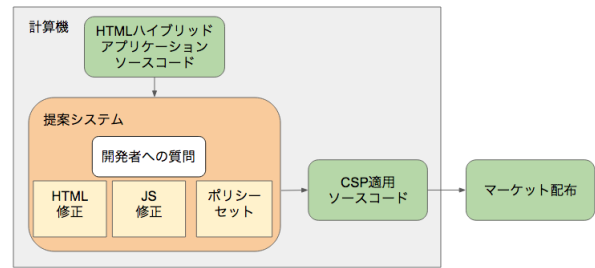 計算機
HTMLハイブリッド
アプリケーション
ソースコード
提案システム
開発者への質問
HTML
修正
JS
修正
ポリシー
セット
CSP適用
ソースコード
マーケット配布